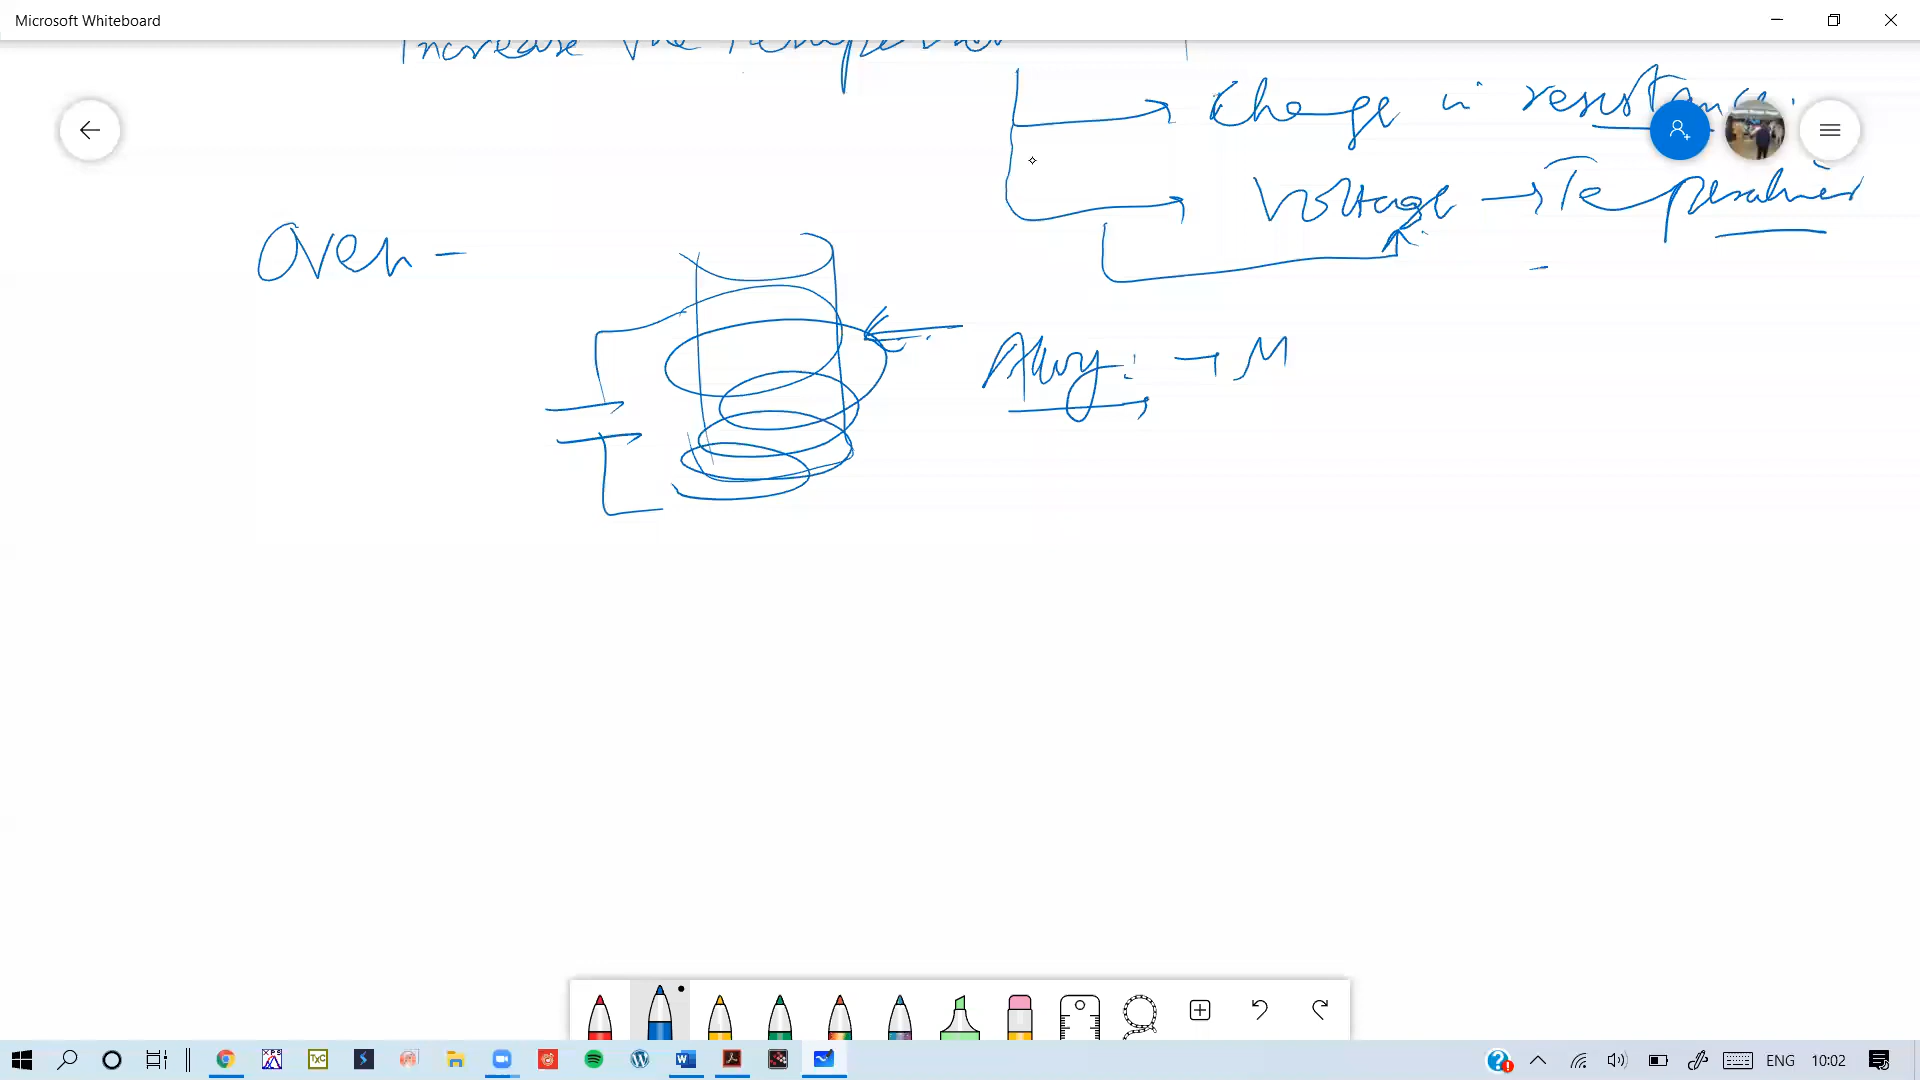 Microsoft Whiteboard
Increase the Temperature
Change in resistance.
Voltage → Temperature
Oven -
Alloy: → M
ENG
10:02